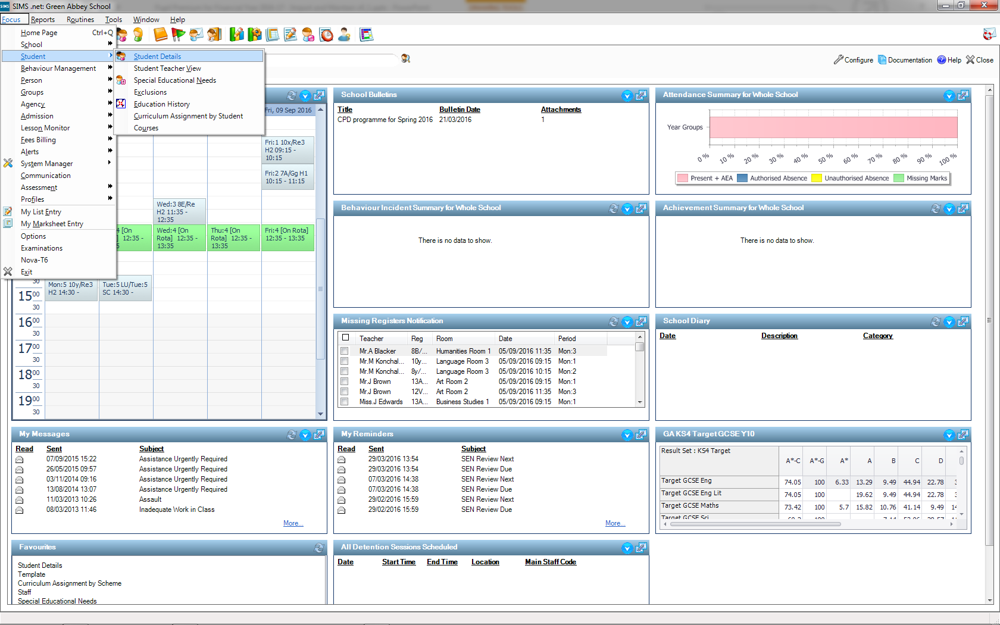 SIMS .net: Green Abbey School
Focus Reports Routines Tools Window Help
Home Page Ctrl+Q
School
Student
Behaviour Management
Person
Groups
Agency
Admission
Lesson Monitor
Fees Billing
Alerts
System Manager
Communication
Assessment
Profiles
My List Entry
My Marksheet Entry
Options
Examinations
Nova-T6
Exit
Student Details
Student Teacher View
Special Educational Needs
Exclusions
Education History
Curriculum Assignment by Student
Courses
Configure Documentation Help Close
Fri, 09 Sep 2016
Fri:1 10x/Re3
H2 09:15 -
10:15
Fri:2 7A/Gg H1
10:15 - 11:15
Wed:3 8E/Re
H2 11:35 -
12:35
4 [On
] 12:35 -
5
Wed:4 [On
Rota] 12:35 -
13:35
Thu:4 [On
Rota] 12:35 -
13:35
Fri:4 [On Rota]
12:35 - 13:35
Mon:5 10y/Re3
H2 14:30 -
Tue:5 LU/Tue:5
SC 14:30 -
30
15 00
30
16 00
30
17 00
30
18 00
30
19 00
30
School Bulletins
Title Bulletin Date Attachments
CPD programme for Spring 2016 21/03/2016 1
Attendance Summary for Whole School
Year Groups
0 % 10 % 20 % 30 % 40 % 50 % 60 % 70 % 80 % 90 % 100 %
Present + AEA Authorised Absence Unauthorised Absence Missing Marks
Behaviour Incident Summary for Whole School
There is no data to show.
Achievement Summary for Whole School
There is no data to show.
Missing Registers Notification
Teacher Reg Room Date Period
Mr.A Blacker 8B/... Humanities Room 1 05/09/2016 11:35 Mon:3
Mr.M Konchal... 10y... Language Room 3 05/09/2016 09:15 Mon:1
Mr.M Konchal... 8y/... Language Room 3 05/09/2016 10:15 Mon:2
Mr.J Brown 13A... Art Room 2 05/09/2016 09:15 Mon:1
Mr.J Brown 12V... Art Room 2 05/09/2016 11:35 Mon:3
Miss.J Edwards 13A... Business Studies 1 05/09/2016 09:15 Mon:1
School Diary
Date Description Category
My Messages
Read Sent Subject
07/09/2015 15:22 Assistance Urgently Required
26/05/2015 09:57 Assistance Urgently Required
03/11/2014 09:16 Assistance Urgently Required
13/08/2014 13:07 Assistance Urgently Required
11/03/2013 10:26 Assault
08/03/2013 11:46 Inadequate Work in Class
More...
My Reminders
Read Sent Subject
29/03/2016 13:54 SEN Review Next
29/03/2016 13:54 SEN Review Due
07/03/2016 14:38 SEN Review Next
07/03/2016 14:38 SEN Review Due
29/02/2016 15:59 SEN Review Next
29/02/2016 15:59 SEN Review Due
More...
GA KS4 Target GCSE Y10
Result Set : KS4 Target
A*-C A*-G A* A B C D
Target GCSE Eng 74.05 100 6.33 13.29 9.49 44.94 22.78
Target GCSE Eng Lit 74.05 100 19.62 9.49 44.94 22.78
Target GCSE Maths 73.42 100 5.7 15.82 10.76 41.14 9.49
Target GCSE Sci
Favourites
Student Details
Template
Curriculum Assignment by Scheme
Staff
Special Educational Needs
All Detention Sessions Scheduled
Date Start Time End Time Location Main Staff Code